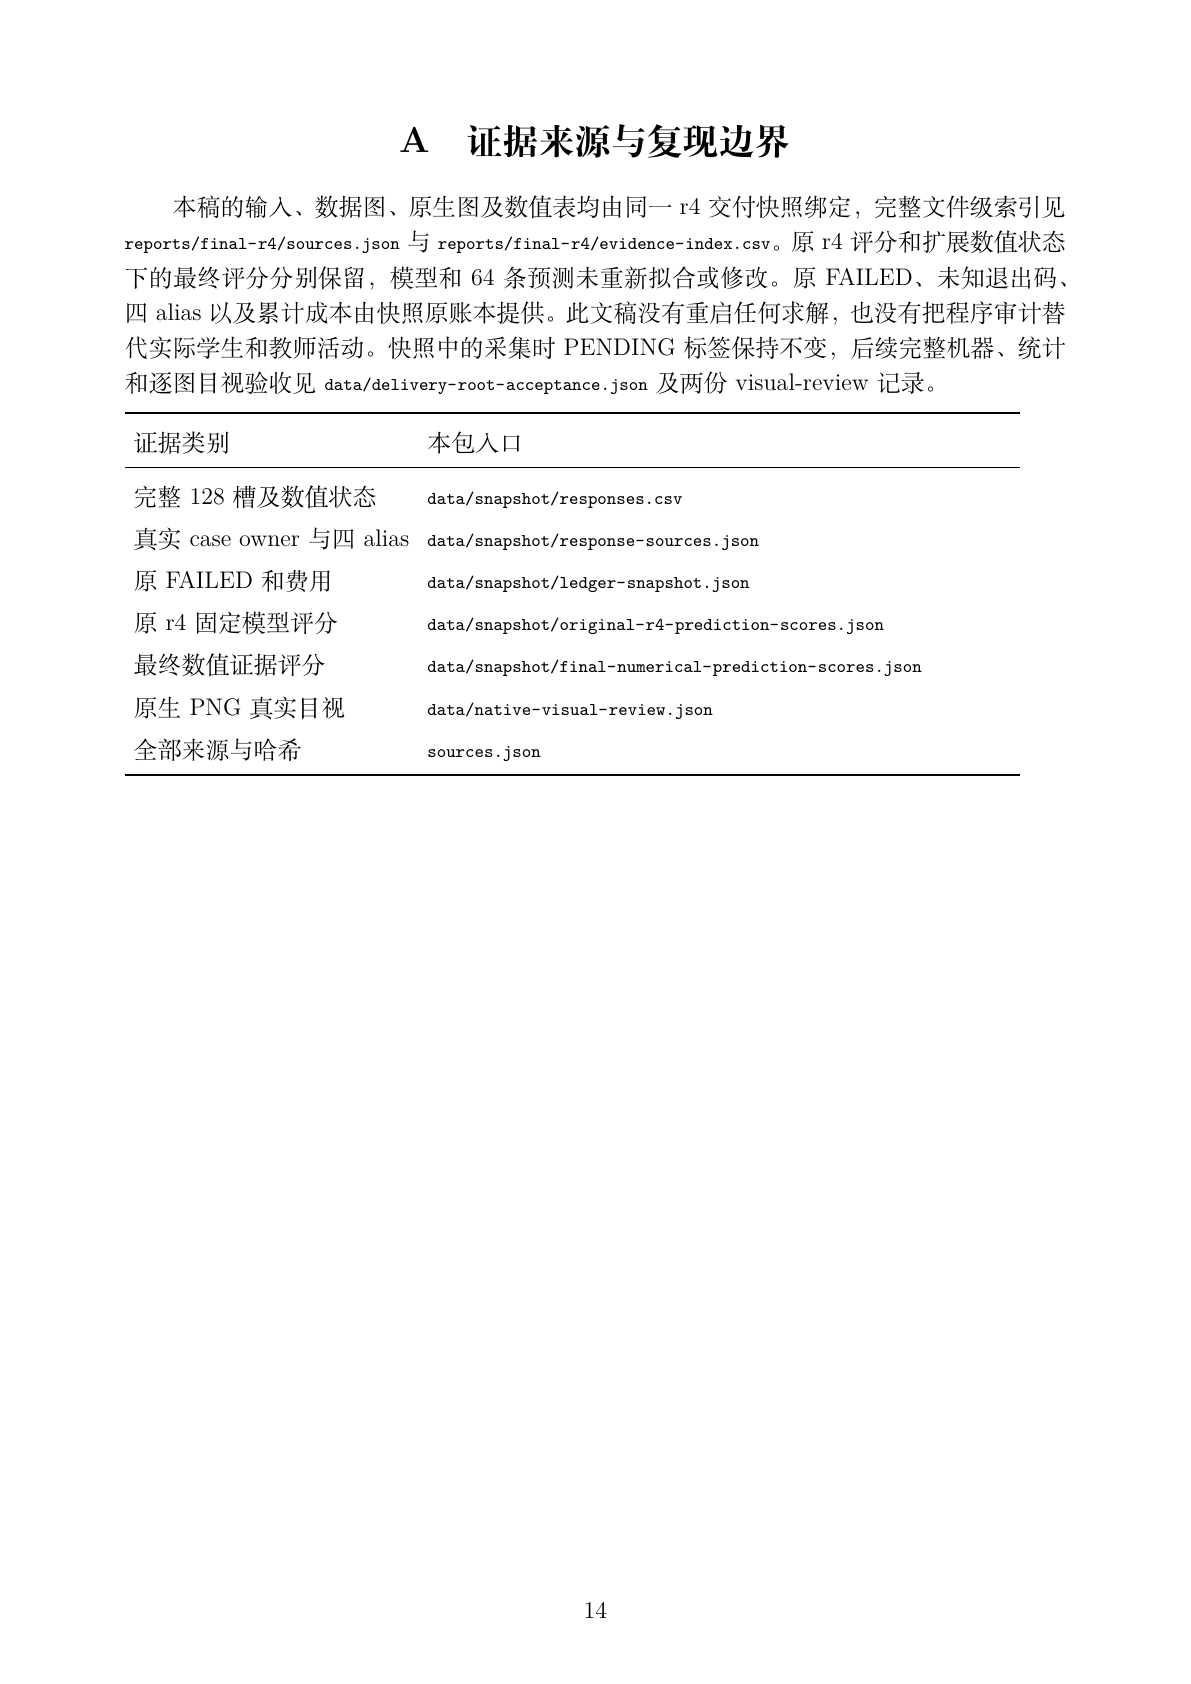 A 证据来源与复现边界
本稿的输入、数据图、原生图及数值表均由同一 r4 交付快照绑定，完整文件级索引见
reports/final-r4/sources.json 与 reports/final-r4/evidence-index.csv。原 r4 评分和扩展数值状态
下的最终评分分别保留，模型和 64 条预测未重新拟合或修改。原 FAILED、未知退出码、
四 alias 以及累计成本由快照原账本提供。此文稿没有重启任何求解，也没有把程序审计替
代实际学生和教师活动。快照中的采集时 PENDING 标签保持不变，后续完整机器、统计
和逐图目视验收见 data/delivery-root-acceptance.json 及两份 visual-review 记录。
证据类别 本包入口
完整 128 槽及数值状态 data/snapshot/responses.csv
真实 case owner 与四 alias data/snapshot/response-sources.json
原 FAILED 和费用 data/snapshot/ledger-snapshot.json
原 r4 固定模型评分 data/snapshot/original-r4-prediction-scores.json
最终数值证据评分 data/snapshot/final-numerical-prediction-scores.json
原生 PNG 真实目视 data/native-visual-review.json
全部来源与哈希 sources.json
14